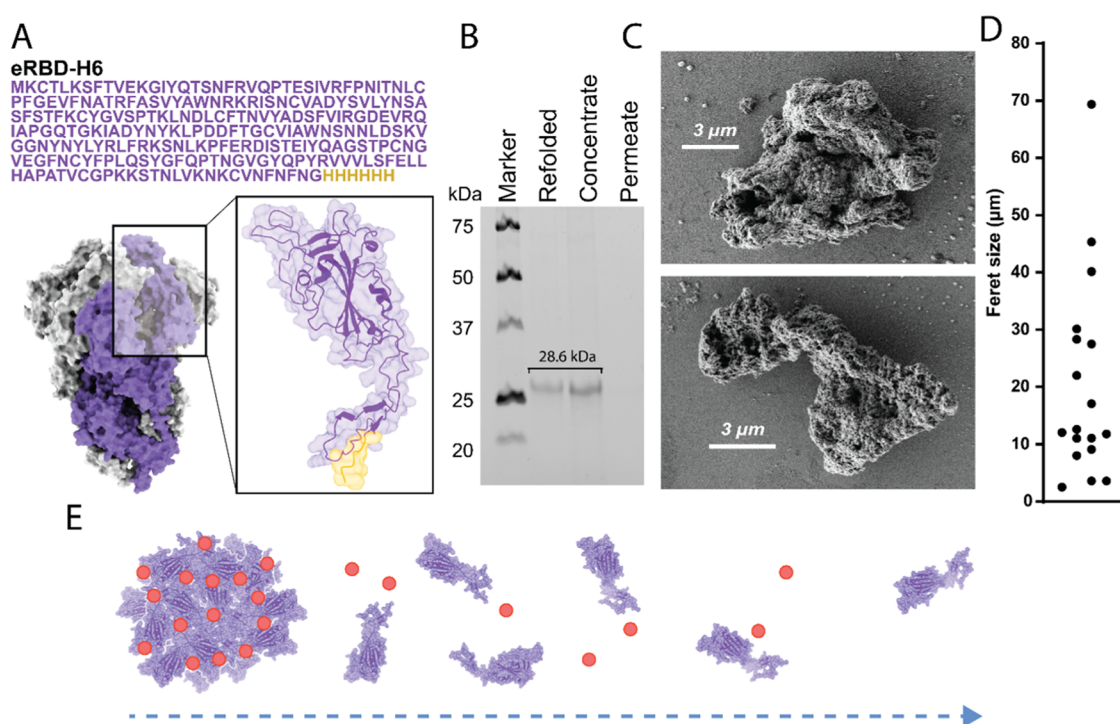 A
eRBD-H6
MKCTLKSFTVEKGIYQTSNFRVQPTESIVRFPNITNLC
PFGEVFNATRFASVYAWNRKRISNCVADYSVLYNSA
SFSTFKCYGVSPTKLNDLCFTNVYADSFVIRGDEVRQ
IAPGQTGKIADYNYKLPDDFTGCVIAWNSNNLDSKV
GGNYNYLYRLFRKSNLKPFERDISTEIYQAGSTPCNG
VEGFNCYFPLQSYGFQPTNGVGYQPYRVVVLSFELL
HAPATVCGPKKSTNLVKNKCVNFNFNGHHHHHH
B
kDa
Marker
Refolded
Concentrate
Permeate
75
50
37
25
20
28.6 kDa
C
3 µm
3 µm
D
Feret size (µm)
80
70
60
50
40
30
20
10
0
E